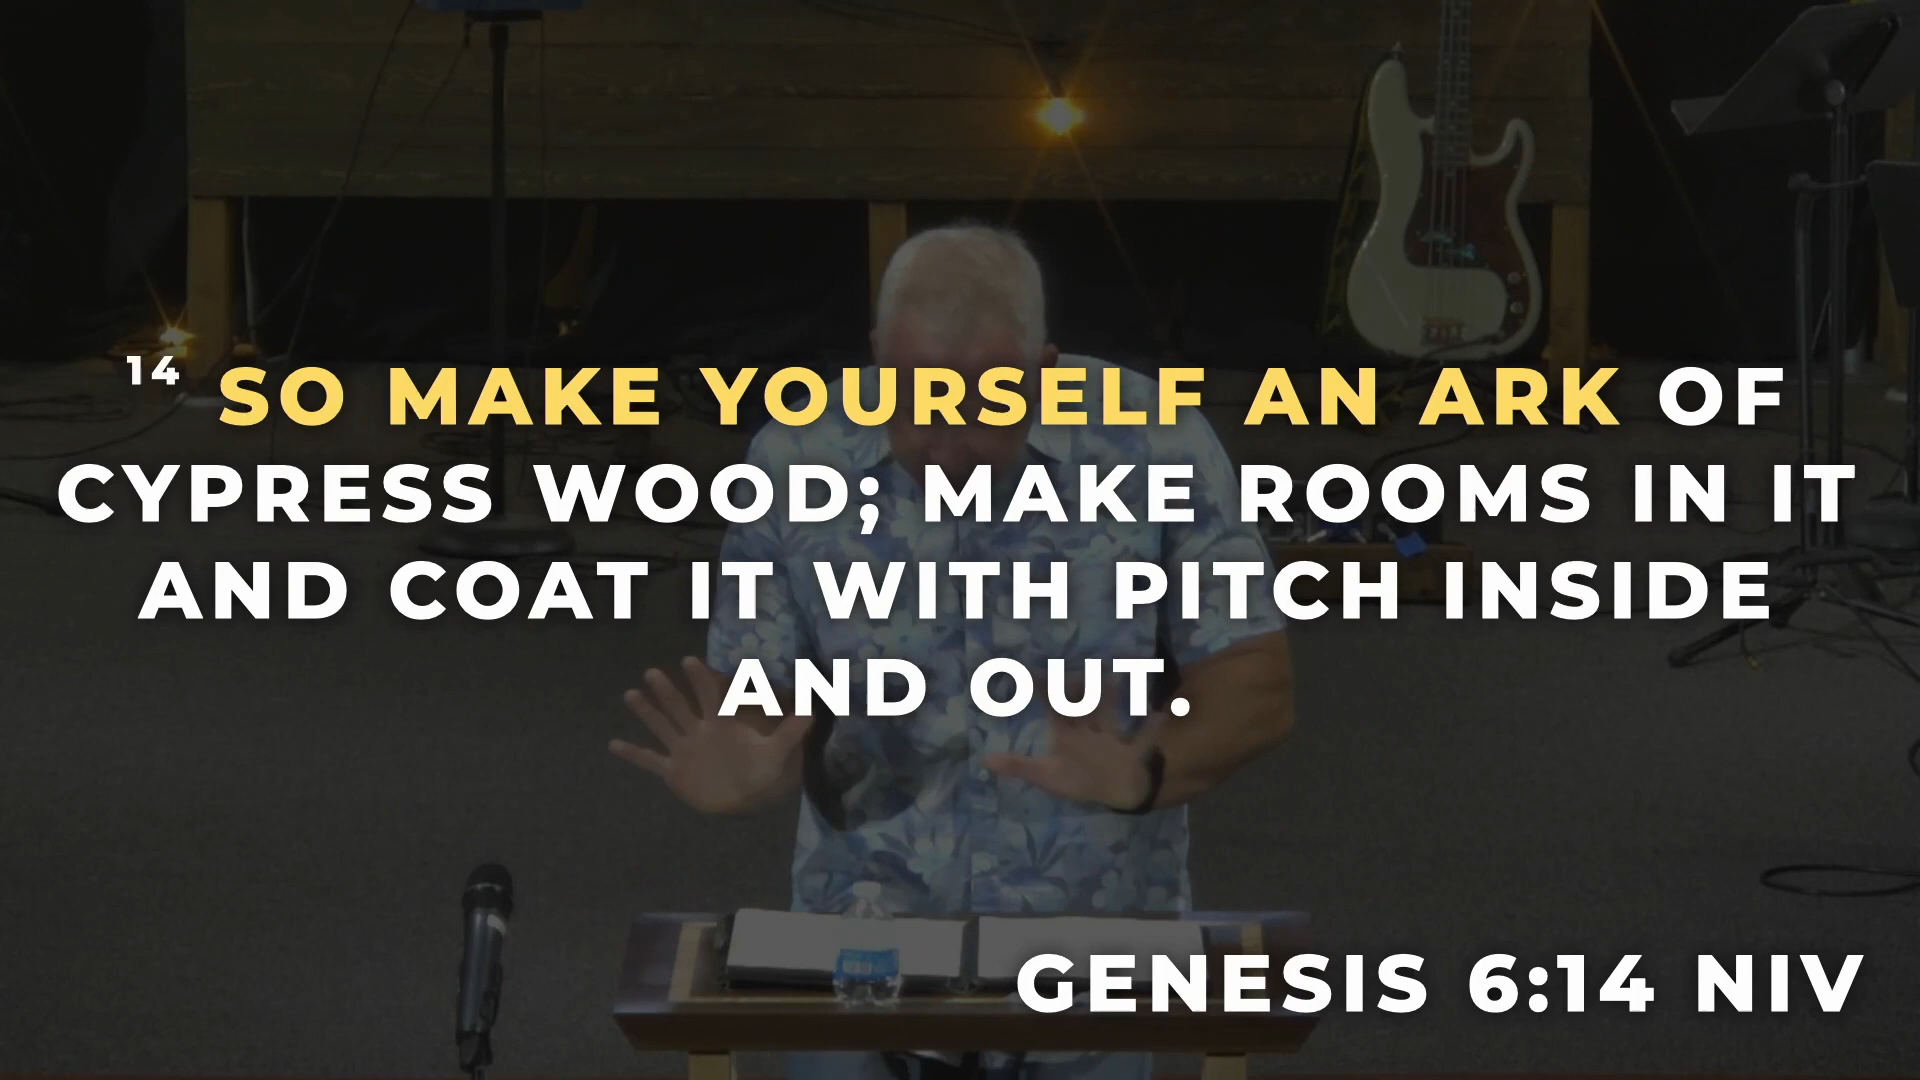 14 SO MAKE YOURSELF AN ARK OF
CYPRESS WOOD; MAKE ROOMS IN IT
AND COAT IT WITH PITCH INSIDE
AND OUT.
GENESIS 6:14 NIV